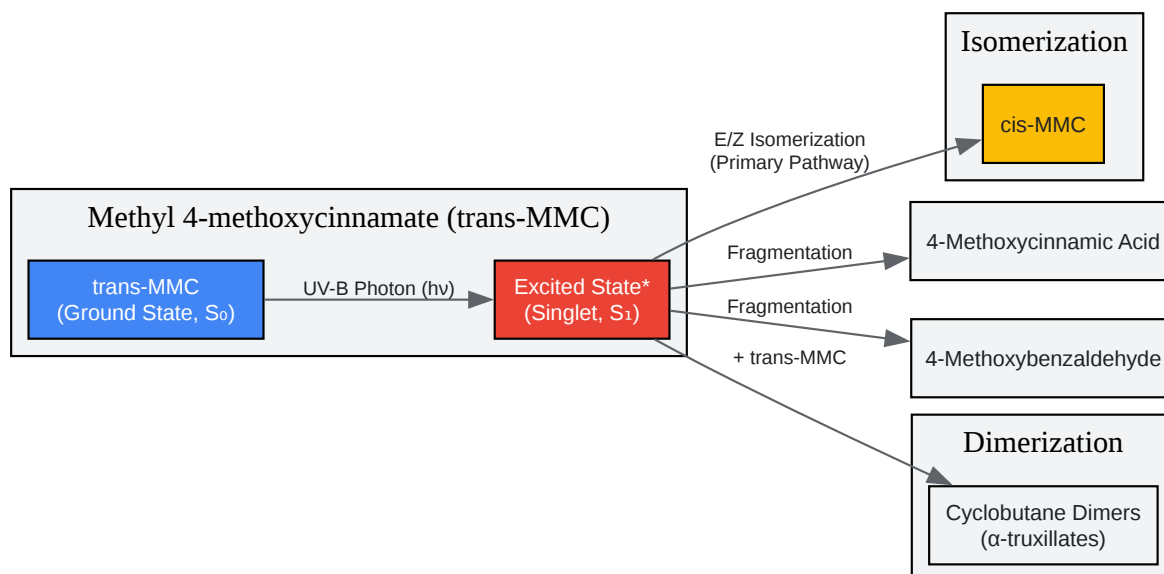 Isomerization
cis-MMC
E/Z Isomerization
(Primary Pathway)
Methyl 4-methoxycinnamate (trans-MMC)
trans-MMC
(Ground State, S₀)
UV-B Photon (hν)
Excited State*
(Singlet, S₁)
Fragmentation
4-Methoxycinnamic Acid
Fragmentation
4-Methoxybenzaldehyde
+ trans-MMC
Dimerization
Cyclobutane Dimers
(α-truxillates)